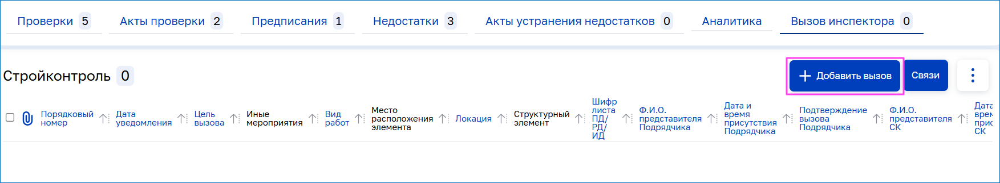 Проверки 5 Акты проверки 2 Предписания 1 Недостатки 3 Акты устранения недостатков 0 Аналитика Вызов инспектора 0
Стройконтроль 0
Добавить вызов
Связи
Порядковый
номер
Дата
уведомления
Цель
вызова
Иные
мероприятия
Вид
работ
Место
расположения
элемента
Локация
Структурный
элемент
Шифр
листа
ПД/
РД/
ИД
Ф.И.О.
представителя
Подрядчика
Дата и
время
присутствия
Подрядчика
Подтверждение
вызова
Подрядчика
Ф.И.О.
представителя
СК
Дата
врем
прис
СК